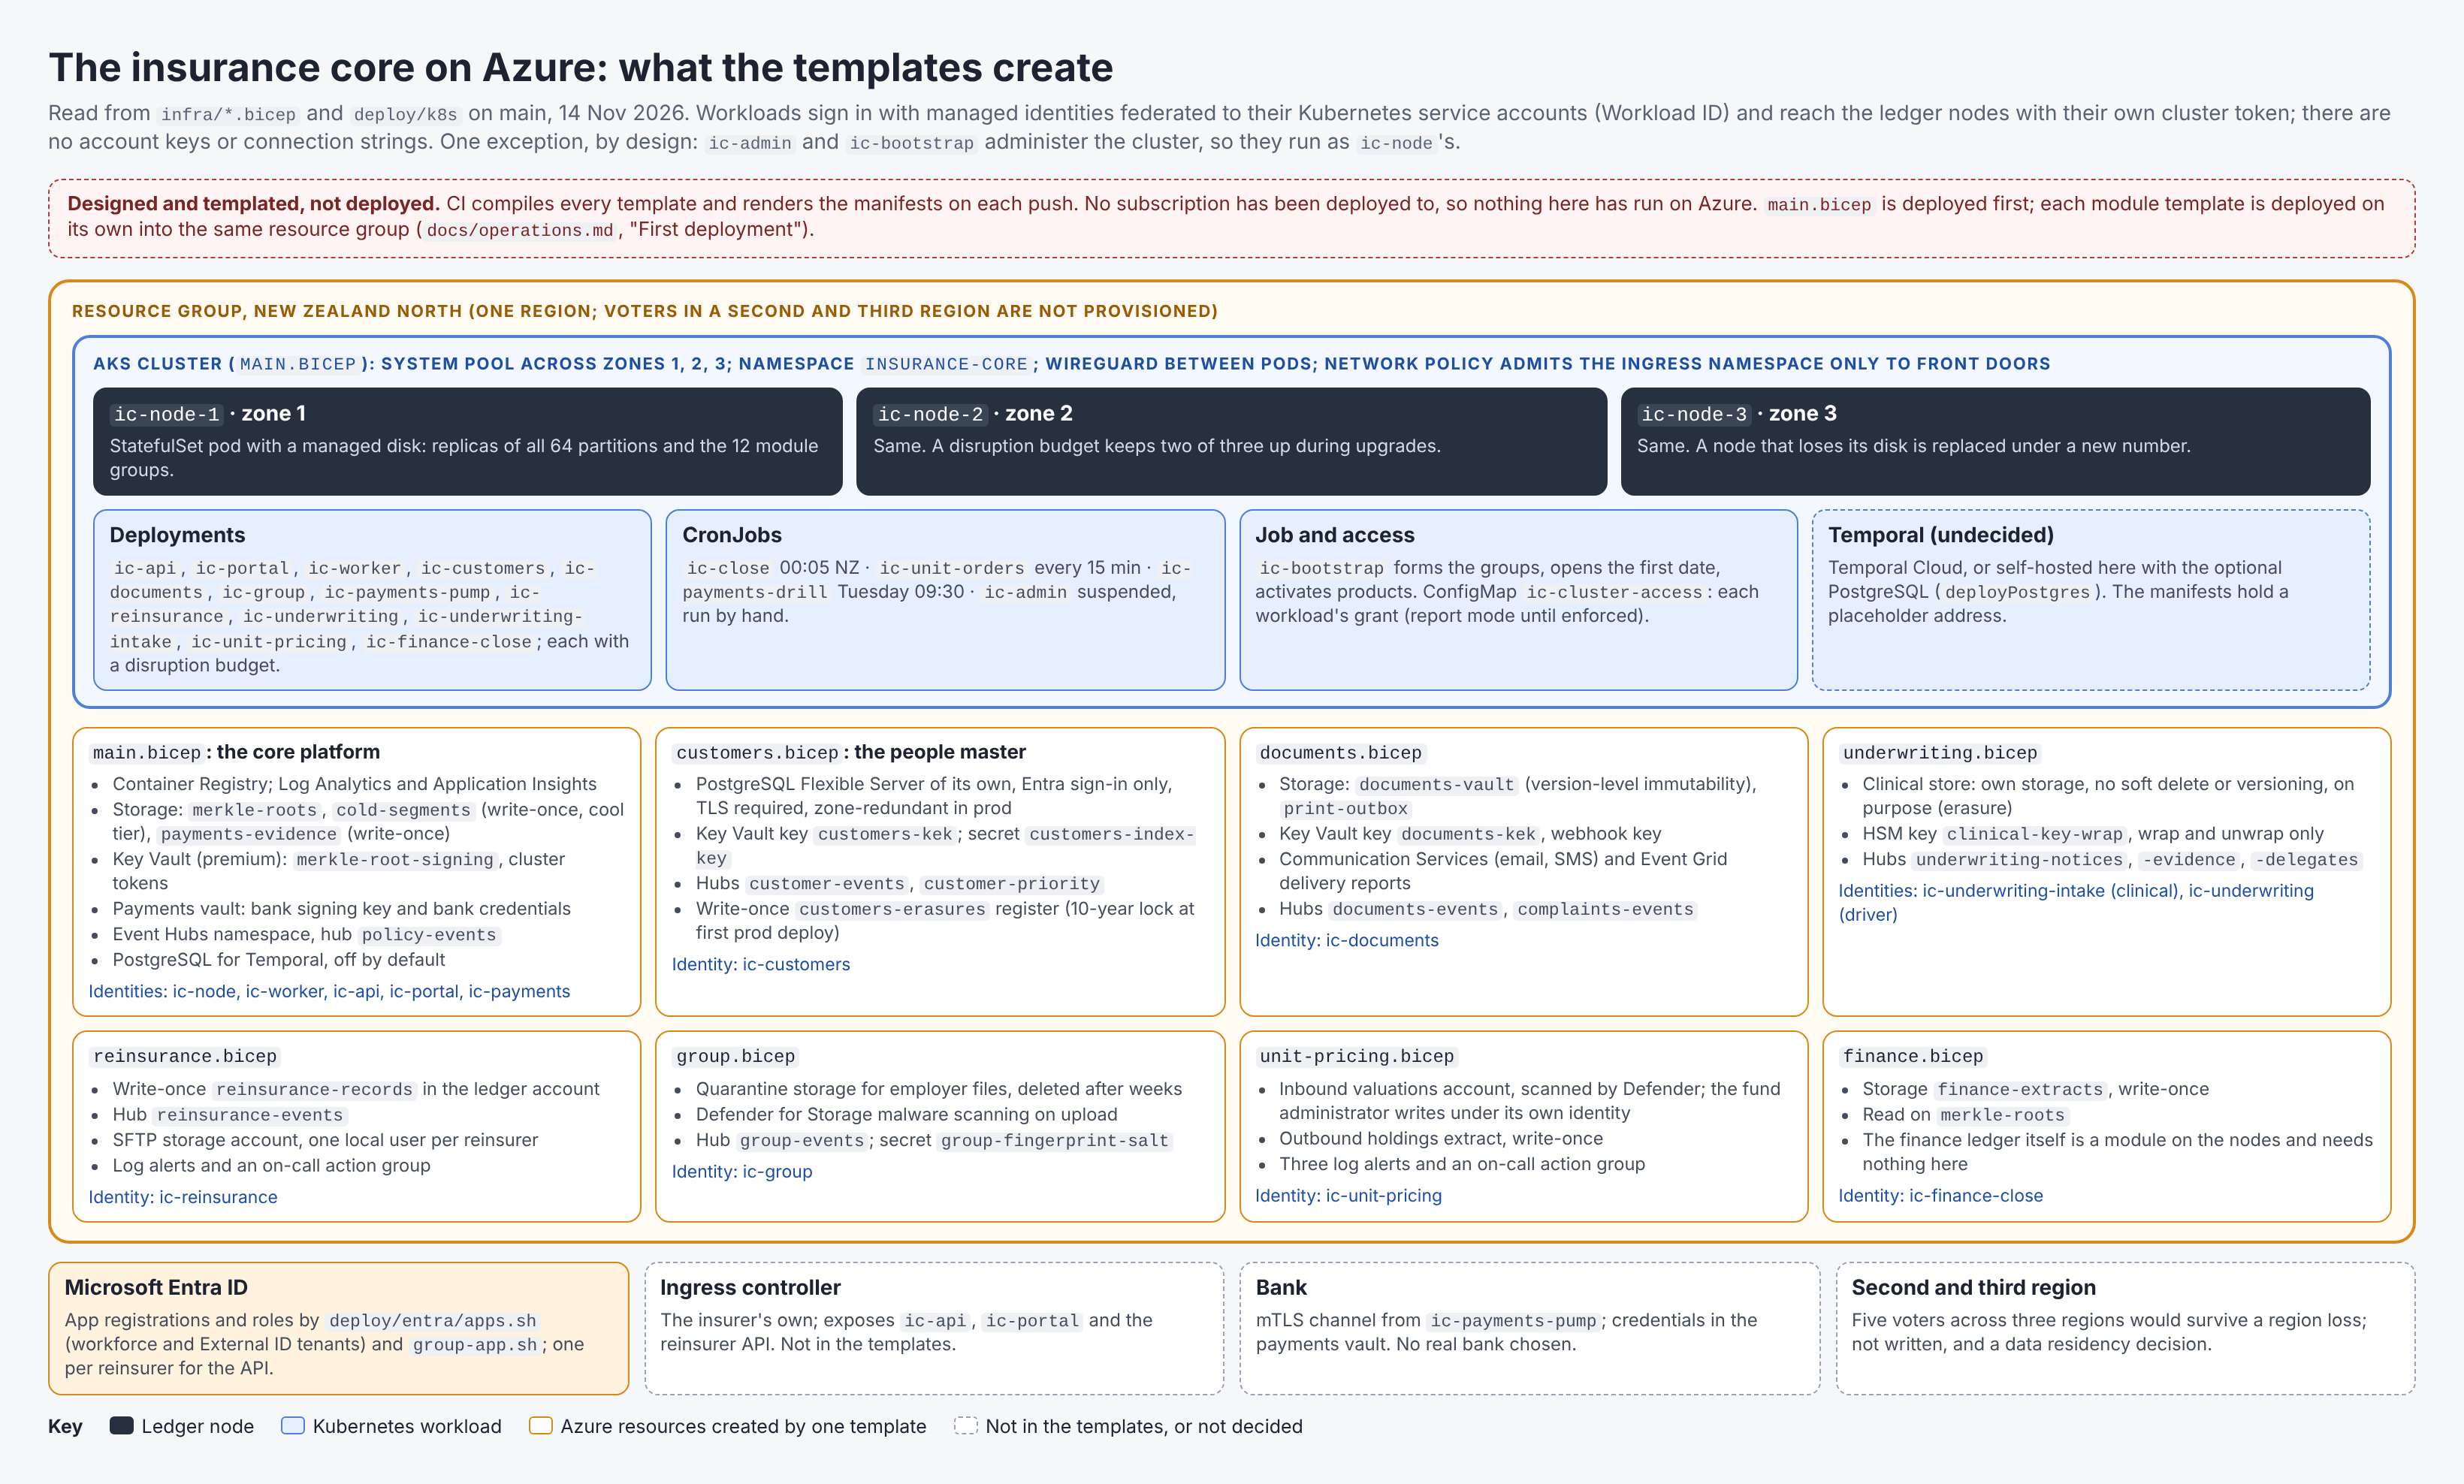 The insurance core on Azure: what the templates create
Read from infra/*.bicep and deploy/k8s on main, 14 Nov 2026. Workloads sign in with managed identities federated to their Kubernetes service accounts (Workload ID) and reach the ledger nodes with their own cluster token; there are
no account keys or connection strings. One exception, by design: ic-admin and ic-bootstrap administer the cluster, so they run as ic-node's.
Designed and templated, not deployed. CI compiles every template and renders the manifests on each push. No subscription has been deployed to, so nothing here has run on Azure. main.bicep is deployed first; each module template is deployed on
its own into the same resource group (docs/operations.md, "First deployment").
RESOURCE GROUP, NEW ZEALAND NORTH (ONE REGION; VOTERS IN A SECOND AND THIRD REGION ARE NOT PROVISIONED)
AKS CLUSTER (MAIN.BICEP): SYSTEM POOL ACROSS ZONES 1, 2, 3; NAMESPACE INSURANCE-CORE; WIREGUARD BETWEEN PODS; NETWORK POLICY ADMITS THE INGRESS NAMESPACE ONLY TO FRONT DOORS
ic-node-1 · zone 1
StatefulSet pod with a managed disk: replicas of all 64 partitions and the 12 module
groups.
ic-node-2 · zone 2
Same. A disruption budget keeps two of three up during upgrades.
ic-node-3 · zone 3
Same. A node that loses its disk is replaced under a new number.
Deployments
ic-api, ic-portal, ic-worker, ic-customers, ic-
documents, ic-group, ic-payments-pump, ic-
reinsurance, ic-underwriting, ic-underwriting-
intake, ic-unit-pricing, ic-finance-close; each with
a disruption budget.
CronJobs
ic-close 00:05 NZ · ic-unit-orders every 15 min · ic-
payments-drill Tuesday 09:30 · ic-admin suspended,
run by hand.
Job and access
ic-bootstrap forms the groups, opens the first date,
activates products. ConfigMap ic-cluster-access: each
workload's grant (report mode until enforced).
Temporal (undecided)
Temporal Cloud, or self-hosted here with the optional
PostgreSQL (deployPostgres). The manifests hold a
placeholder address.
main.bicep: the core platform
• Container Registry; Log Analytics and Application Insights
• Storage: merkle-roots, cold-segments (write-once, cool
tier), payments-evidence (write-once)
• Key Vault (premium): merkle-root-signing, cluster
tokens
• Payments vault: bank signing key and bank credentials
• Event Hubs namespace, hub policy-events
• PostgreSQL for Temporal, off by default
Identities: ic-node, ic-worker, ic-api, ic-portal, ic-payments
customers.bicep: the people master
• PostgreSQL Flexible Server of its own, Entra sign-in only,
TLS required, zone-redundant in prod
• Key Vault key customers-kek; secret customers-index-
key
• Hubs customer-events, customer-priority
• Write-once customers-erasures register (10-year lock at
first prod deploy)
Identity: ic-customers
documents.bicep
• Storage: documents-vault (version-level immutability),
print-outbox
• Key Vault key documents-kek, webhook key
• Communication Services (email, SMS) and Event Grid
delivery reports
• Hubs documents-events, complaints-events
Identity: ic-documents
underwriting.bicep
• Clinical store: own storage, no soft delete or versioning, on
purpose (erasure)
• HSM key clinical-key-wrap, wrap and unwrap only
• Hubs underwriting-notices, -evidence, -delegates
Identities: ic-underwriting-intake (clinical), ic-underwriting
(driver)
reinsurance.bicep
• Write-once reinsurance-records in the ledger account
• Hub reinsurance-events
• SFTP storage account, one local user per reinsurer
• Log alerts and an on-call action group
Identity: ic-reinsurance
group.bicep
• Quarantine storage for employer files, deleted after weeks
• Defender for Storage malware scanning on upload
• Hub group-events; secret group-fingerprint-salt
Identity: ic-group
unit-pricing.bicep
• Inbound valuations account, scanned by Defender; the fund
administrator writes under its own identity
• Outbound holdings extract, write-once
• Three log alerts and an on-call action group
Identity: ic-unit-pricing
finance.bicep
• Storage finance-extracts, write-once
• Read on merkle-roots
• The finance ledger itself is a module on the nodes and needs
nothing here
Identity: ic-finance-close
Microsoft Entra ID
App registrations and roles by deploy/entra/apps.sh
(workforce and External ID tenants) and group-app.sh; one
per reinsurer for the API.
Ingress controller
The insurer's own; exposes ic-api, ic-portal and the
reinsurer API. Not in the templates.
Bank
mTLS channel from ic-payments-pump; credentials in the
payments vault. No real bank chosen.
Second and third region
Five voters across three regions would survive a region loss;
not written, and a data residency decision.
Key
Ledger node
Kubernetes workload
Azure resources created by one template
Not in the templates, or not decided